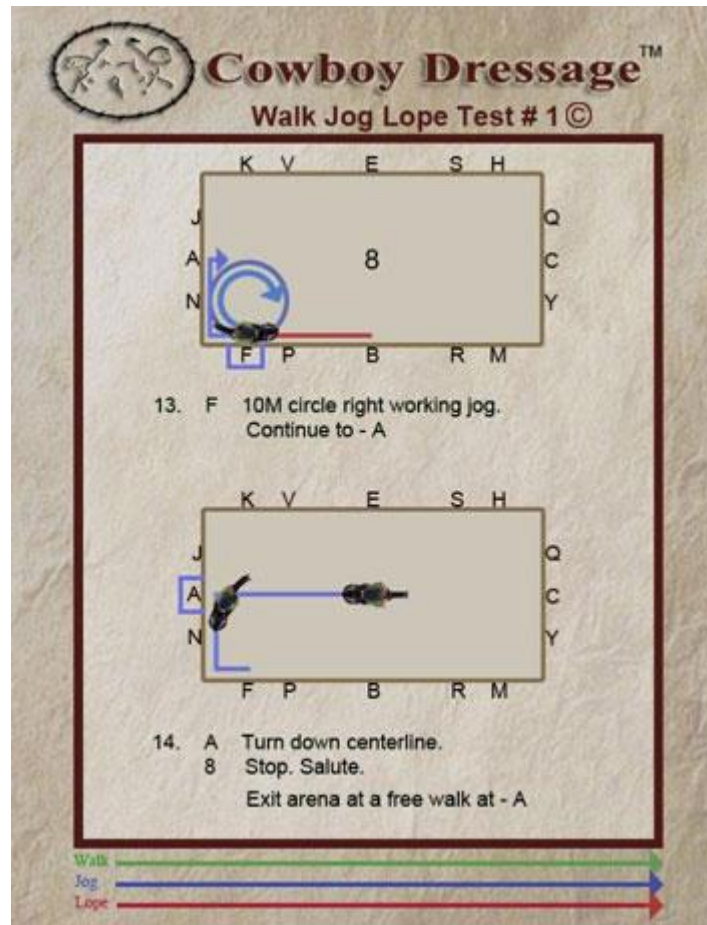 Cowboy Dressage™
Walk Jog Lope Test # 1 ©
K V E S H
J Q
A 8 C
N Y
F P B R M
13. F 10M circle right working jog.
Continue to - A
K V E S H
J Q
A C
N Y
F P B R M
14. A Turn down centerline.
8 Stop. Salute.
Exit arena at a free walk at - A
Walk
Jog
Lope